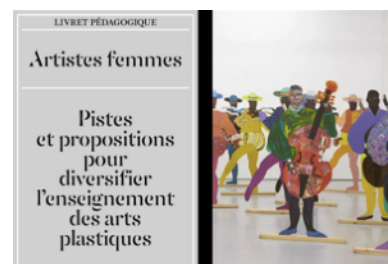 LIVRET PÉDAGOGIQUE
Artistes femmes
Pistes
et propositions
pour
diversifier
l'enseignement
des arts
plastiques